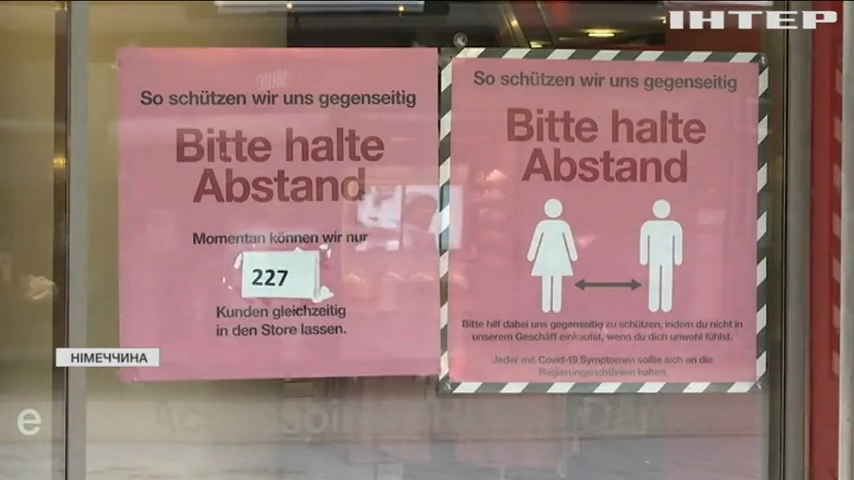 ІНТЕР
So schützen wir uns gegenseitig
Bitte halte
Abstand
Momentan können wir nur
227
Kunden gleichzeitig
in den Store lassen.
So schützen wir uns gegenseitig
Bitte halte
Abstand
Bitte hilf dabei uns gegenseitig zu schützen, indem du nicht in
unserem Geschäft einkaufst, wenn du dich unwohl fühlst.
Jeder mit Covid-19 Symptomen sollte sich an die
Regierungsrichtlinien halten.
НІМЕЧЧИНА
e